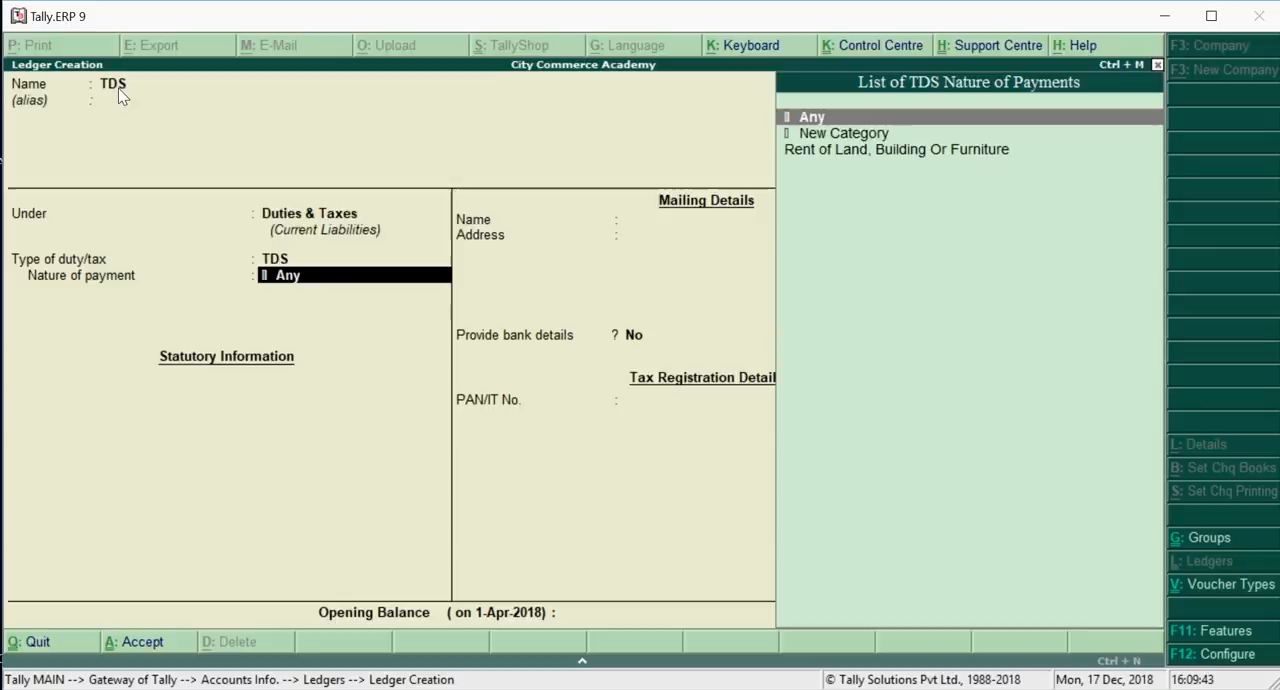 Tally.ERP 9
P: Print E: Export M: E-Mail O: Upload S: TallyShop G: Language K: Keyboard K: Control Centre H: Support Centre H: Help F3: Company
Ledger Creation City Commerce Academy Ctrl + M
F3: New Company
Name : TDS
(alias) :
List of TDS Nature of Payments
Any
New Category
Rent of Land, Building Or Furniture
Under : Duties & Taxes
(Current Liabilities)
Type of duty/tax : TDS
Nature of payment : Any
Statutory Information
Mailing Details
Name :
Address :
Provide bank details ? No
Tax Registration Detail
PAN/IT No. :
Opening Balance ( on 1-Apr-2018) :
L: Details
B: Set Chq Books
S: Set Chq Printing
G: Groups
L: Ledgers
V: Voucher Types
F11: Features
F12: Configure
Q: Quit A: Accept D: Delete
Ctrl + N
Tally MAIN --> Gateway of Tally --> Accounts Info. --> Ledgers --> Ledger Creation © Tally Solutions Pvt Ltd., 1988-2018 Mon, 17 Dec, 2018 16:09:43